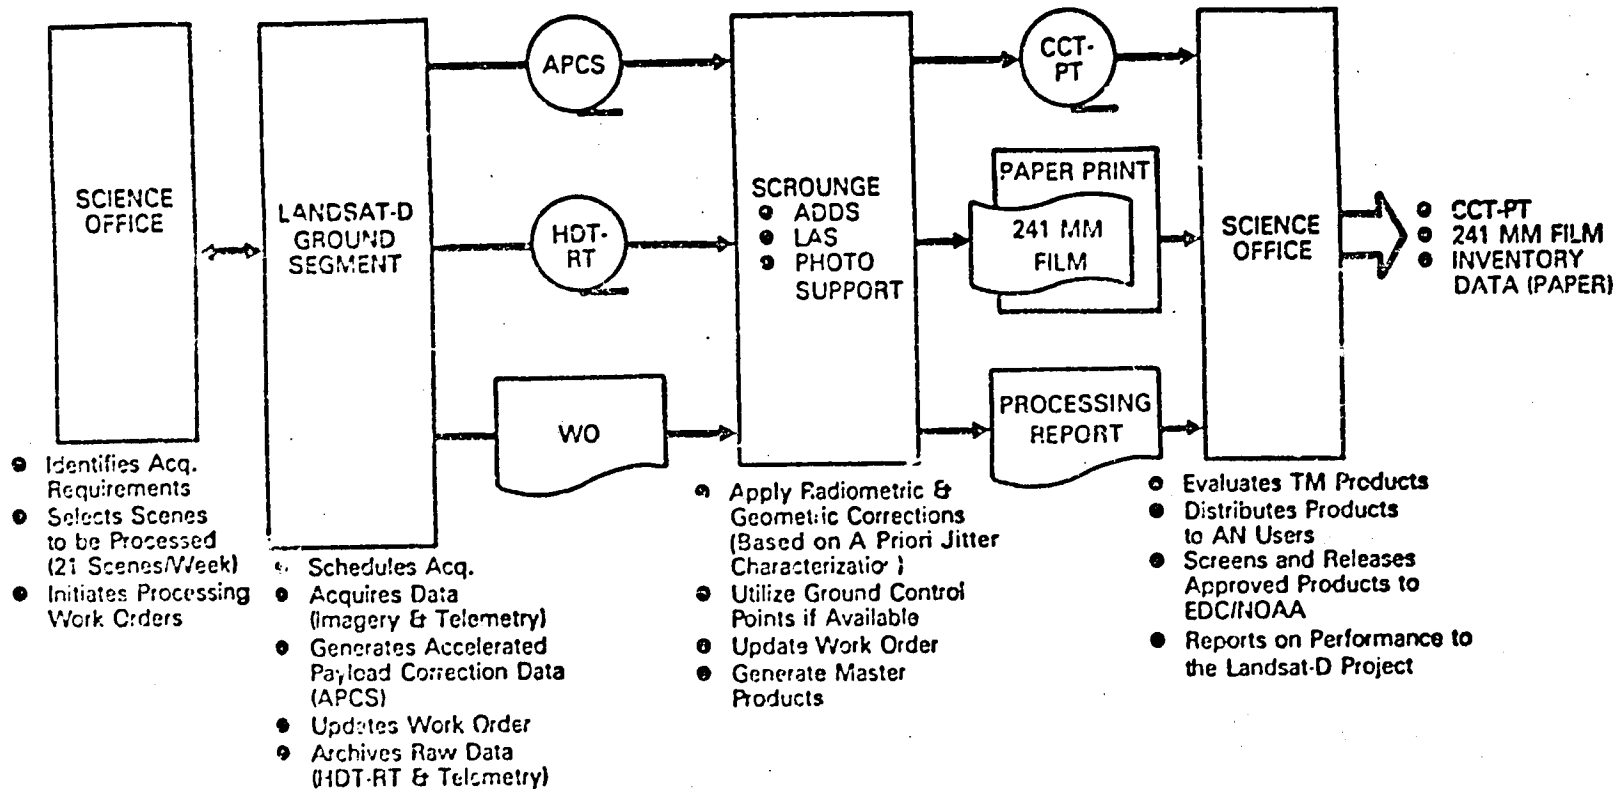 SCIENCE
OFFICE
LANDSAT-D
GROUND
SEGMENT
APCS
HDT-
RT
WO
SCROUNGE
● ADDS
● LAS
● PHOTO
SUPPORT
CCT-
PT
PAPER PRINT
241 MM
FILM
PROCESSING
REPORT
SCIENCE
OFFICE
● CCT-PT
● 241 MM FILM
● INVENTORY
DATA (PAPER)
● Identifies Acq.
Requirements
● Selects Scenes
to be Processed
(21 Scenes/Week)
● Initiates Processing
Work Orders
● Schedules Acq.
● Acquires Data
(Imagery & Telemetry)
● Generates Accelerated
Payload Correction Data
(APCS)
● Updates Work Order
● Archives Raw Data
(HDT-RT & Telemetry)
● Apply Radiometric &
Geometric Corrections
(Based on A Priori Jitter
Characterization)
● Utilize Ground Control
Points if Available
● Update Work Order
● Generate Master
Products
● Evaluates TM Products
● Distributes Products
to AN Users
● Screens and Releases
Approved Products to
EDC/NOAA
● Reports on Performance to
the Landsat-D Project